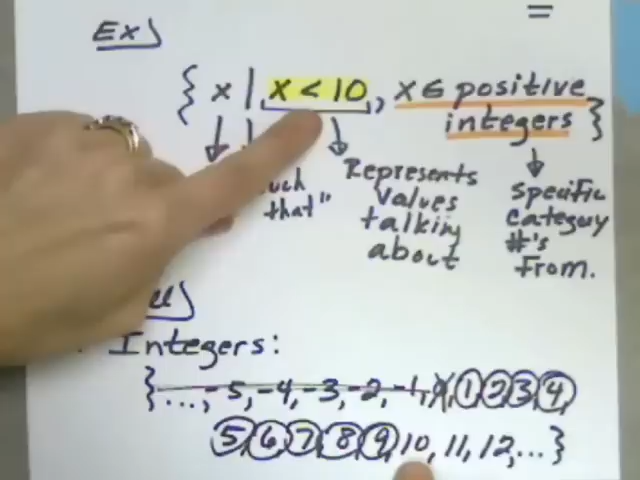 Ex)
{ x | x < 10, x ∈ positive
integers }
Represents
values
talking
about
that"
specific
category
#'s
from.
Integers:
{ ..., -5, -4, -3, -2, -1, 0, 1, 2, 3, 4,
5, 6, 7, 8, 9, 10, 11, 12, ... }